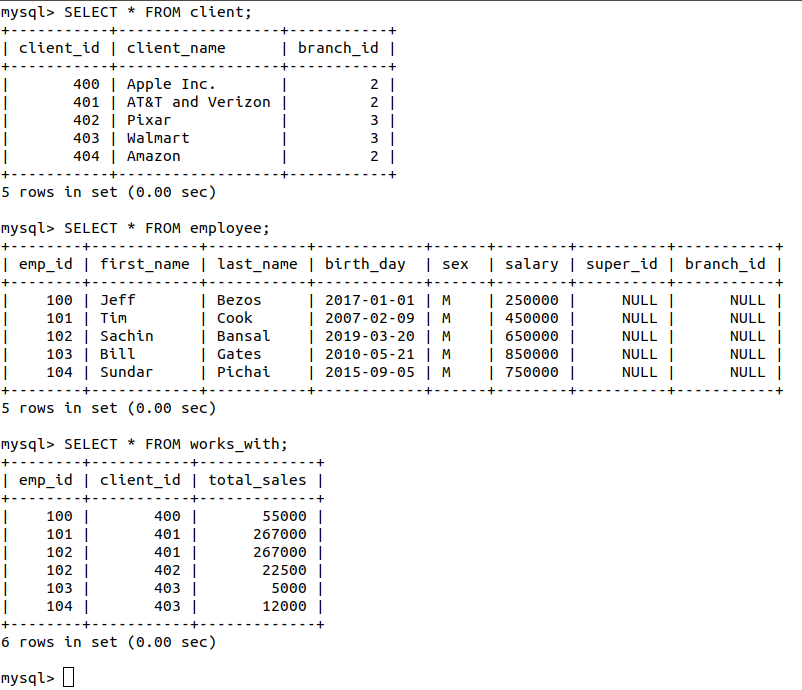 mysql> SELECT * FROM client;
+-----------+------------------+-----------+
| client_id | client_name      | branch_id |
+-----------+------------------+-----------+
|       400 | Apple Inc.       |         2 |
|       401 | AT&T and Verizon |         2 |
|       402 | Pixar            |         3 |
|       403 | Walmart          |         3 |
|       404 | Amazon           |         2 |
+-----------+------------------+-----------+
5 rows in set (0.00 sec)

mysql> SELECT * FROM employee;
+--------+------------+-----------+------------+------+--------+----------+-----------+
| emp_id | first_name | last_name | birth_day  | sex  | salary | super_id | branch_id |
+--------+------------+-----------+------------+------+--------+----------+-----------+
|    100 | Jeff       | Bezos     | 2017-01-01 | M    | 250000 |     NULL |      NULL |
|    101 | Tim        | Cook      | 2007-02-09 | M    | 450000 |     NULL |      NULL |
|    102 | Sachin     | Bansal    | 2019-03-20 | M    | 650000 |     NULL |      NULL |
|    103 | Bill       | Gates     | 2010-05-21 | M    | 850000 |     NULL |      NULL |
|    104 | Sundar     | Pichai    | 2015-09-05 | M    | 750000 |     NULL |      NULL |
+--------+------------+-----------+------------+------+--------+----------+-----------+
5 rows in set (0.00 sec)

mysql> SELECT * FROM works_with;
+--------+-----------+-------------+
| emp_id | client_id | total_sales |
+--------+-----------+-------------+
|    100 |       400 |       55000 |
|    101 |       401 |      267000 |
|    102 |       401 |      267000 |
|    102 |       402 |       22500 |
|    103 |       403 |        5000 |
|    104 |       403 |       12000 |
+--------+-----------+-------------+
6 rows in set (0.00 sec)

mysql>